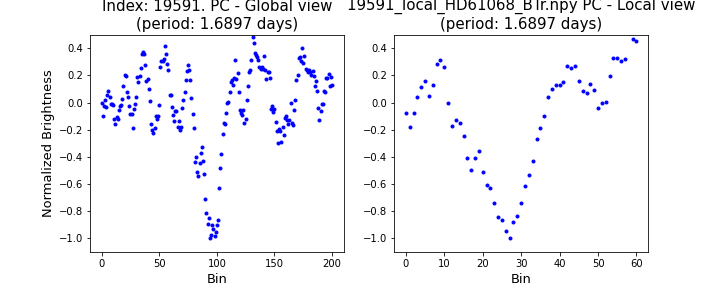 Index: 19591. PC - Global view
(period: 1.6897 days)
19591_local_HD61068_BTr.npy PC - Local view
(period: 1.6897 days)
Normalized Brightness
0.4
0.2
0.0
−0.2
−0.4
−0.6
−0.8
−1.0
0 50 100 150 200
Bin
0.4
0.2
0.0
−0.2
−0.4
−0.6
−0.8
−1.0
0 10 20 30 40 50 60
Bin